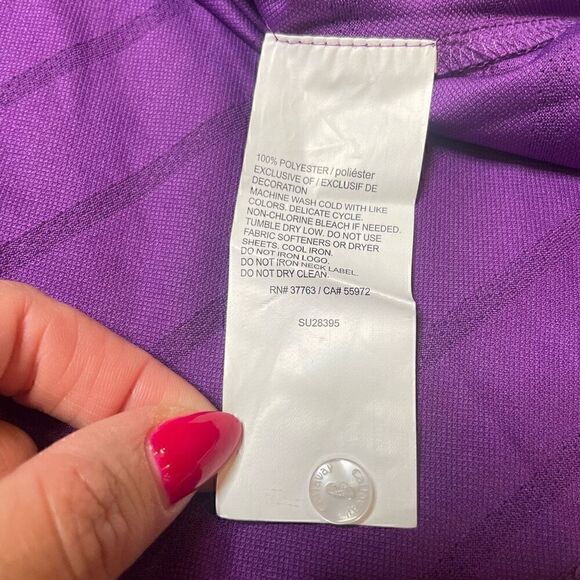 100% POLYESTER / poliéster
EXCLUSIVE OF / EXCLUSIF DE
DECORATION
MACHINE WASH COLD WITH LIKE
COLORS. DELICATE CYCLE.
NON-CHLORINE BLEACH IF NEEDED.
TUMBLE DRY LOW. DO NOT USE
FABRIC SOFTENERS OR DRYER
SHEETS. COOL IRON.
DO NOT IRON LOGO.
DO NOT IRON NECK LABEL.
DO NOT DRY CLEAN.
RN# 37763 / CA# 55972
SU28395